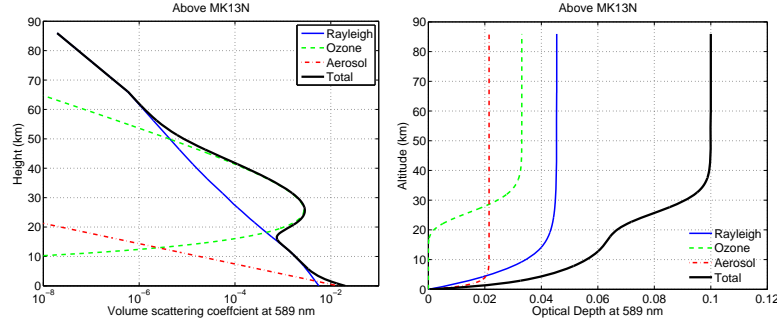 Above MK13N
90
80
70
60
50
40
30
20
10
0
Height (km)
10^-8
10^-6
10^-4
10^-2
Volume scattering coeffcient at 589 nm
Rayleigh
Ozone
Aerosol
Total
Above MK13N
90
80
70
60
50
40
30
20
10
0
Altitude (km)
0
0.02
0.04
0.06
0.08
0.1
0.12
Optical Depth at 589 nm
Rayleigh
Ozone
Aerosol
Total